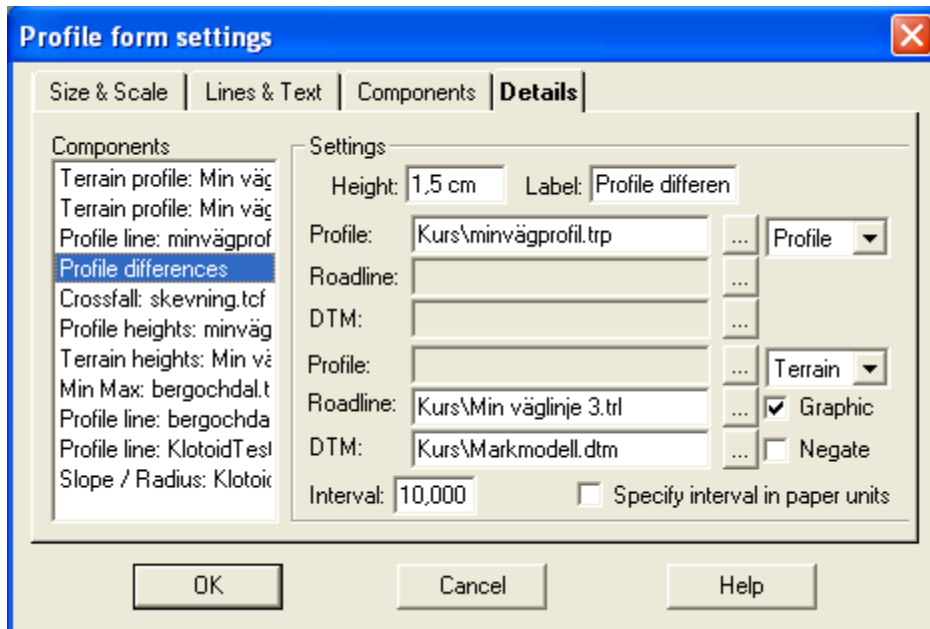 Profile form settings
Size & Scale Lines & Text Components Details
Components
Terrain profile: Min väg
Terrain profile: Min väg
Profile line: minvägprof
Profile differences
Crossfall: skevning.tcf
Profile heights: minväg
Terrain heights: Min vä
Min Max: bergochdal.t
Profile line: bergochda
Profile line: KlotoidTest
Slope / Radius: Klotoid
Settings
Height: 1,5 cm Label: Profile differen
Profile: Kurs\minvägprofil.trp ... Profile
Roadline: ...
DTM: ...
Profile: ... Terrain
Roadline: Kurs\Min väglinje 3.trl ... Graphic
DTM: Kurs\Markmodell.dtm ... Negate
Interval: 10,000 Specify interval in paper units
OK Cancel Help